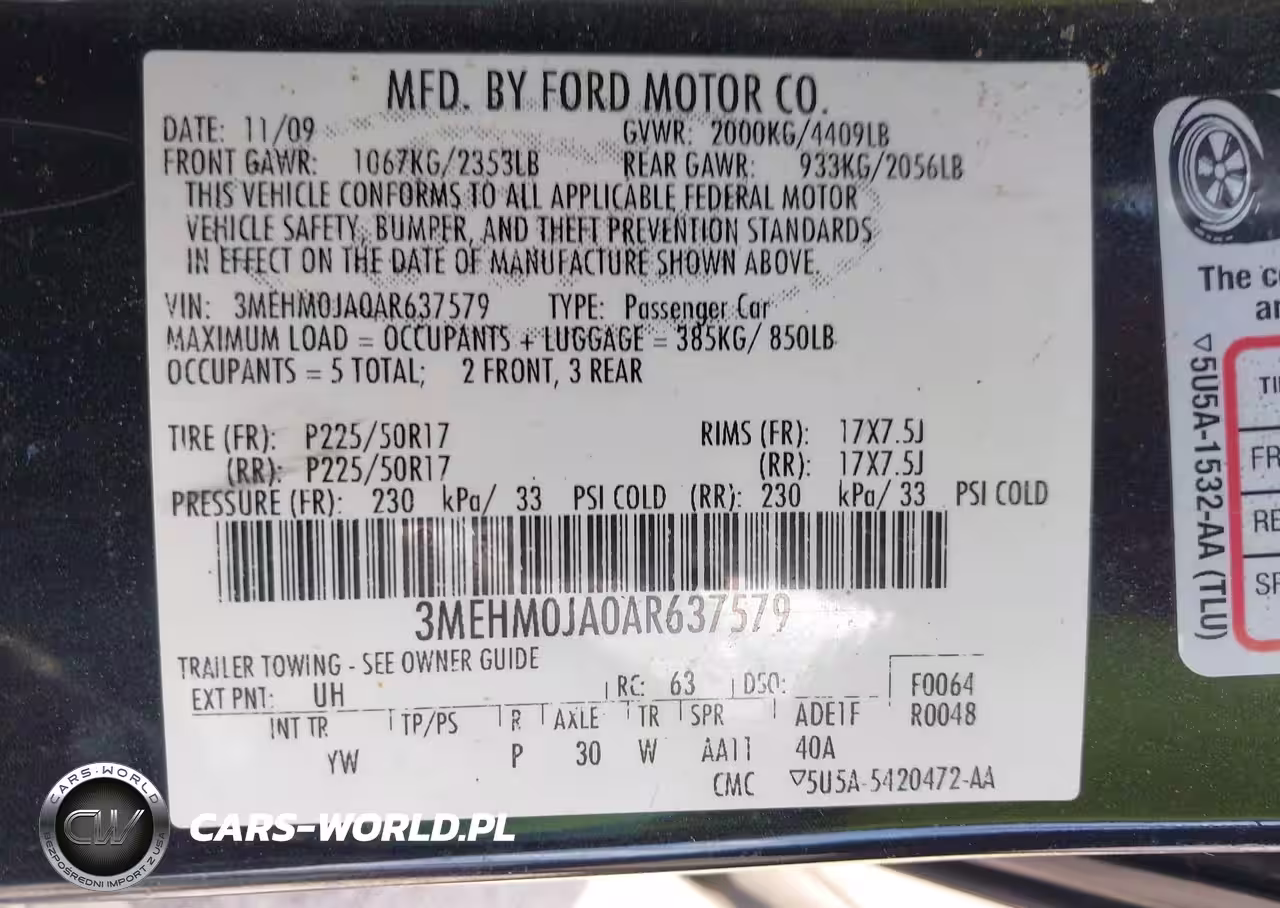 MFD. BY FORD MOTOR CO.
DATE: 11/09 GVWR: 2000KG/4409LB
FRONT GAWR: 1067KG/2353LB REAR GAWR: 933KG/2056LB
THIS VEHICLE CONFORMS TO ALL APPLICABLE FEDERAL MOTOR
VEHICLE SAFETY, BUMPER, AND THEFT PREVENTION STANDARDS
IN EFFECT ON THE DATE OF MANUFACTURE SHOWN ABOVE.
VIN: 3MEHM0JA0AR637579 TYPE: Passenger Car
MAXIMUM LOAD = OCCUPANTS + LUGGAGE = 385KG/ 850LB
OCCUPANTS = 5 TOTAL; 2 FRONT, 3 REAR
TIRE (FR): P225/50R17 RIMS (FR): 17X7.5J
(RR): P225/50R17 (RR): 17X7.5J
PRESSURE (FR): 230 kPa/ 33 PSI COLD (RR): 230 kPa/ 33 PSI COLD
3MEHM0JA0AR637579
TRAILER TOWING - SEE OWNER GUIDE
EXT PNT: UH RC: 63 DSO: F0064
INT TR TP/PS R AXLE TR SPR ADE1F R0048
YW P 30 W AA11 40A
CMC ▽5U5A-5420472-AA
The c
an
TI
FR
RE
SP
▽5U5A-1532-AA (TLU)
CARS-WORLD
CW
BEZPOŚREDNI IMPORT Z USA
CARS-WORLD.PL